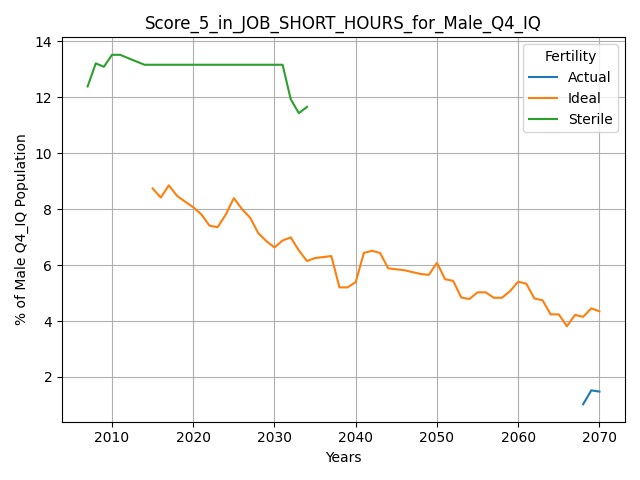 Score_5_in_JOB_SHORT_HOURS_for_Male_Q4_IQ
% of Male Q4_IQ Population
14
12
10
8
6
4
2
Fertility
Actual
Ideal
Sterile
2010 2020 2030 2040 2050 2060 2070
Years